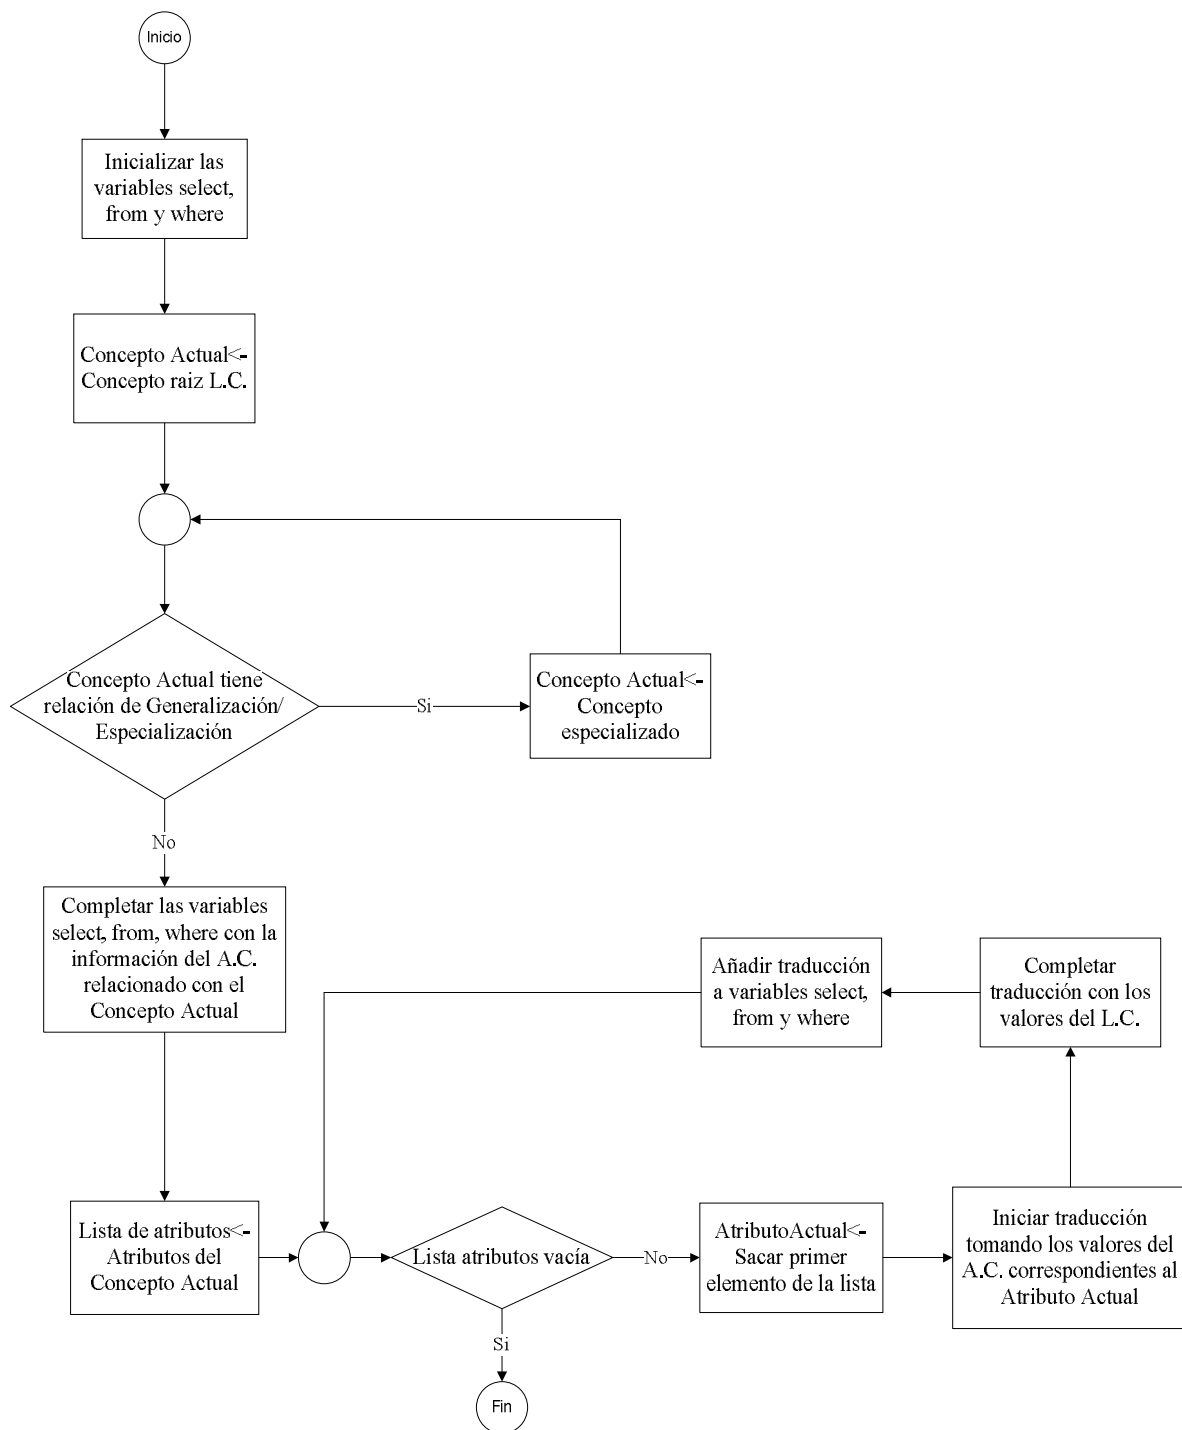 Inicio
Inicializar las
variables select,
from y where
Concepto Actual<-
Concepto raiz L.C.
Concepto Actual tiene
relación de Generalización/
Especialización
Si
Concepto Actual<-
Concepto
especializado
No
Completar las variables
select, from, where con la
información del A.C.
relacionado con el
Concepto Actual
Lista de atributos<-
Atributos del
Concepto Actual
Lista atributos vacía
No
AtributoActual<-
Sacar primer
elemento de la lista
Iniciar traducción
tomando los valores del
A.C. correspondientes al
Atributo Actual
Completar
traducción con los
valores del L.C.
Añadir traducción
a variables select,
from y where
Si
Fin